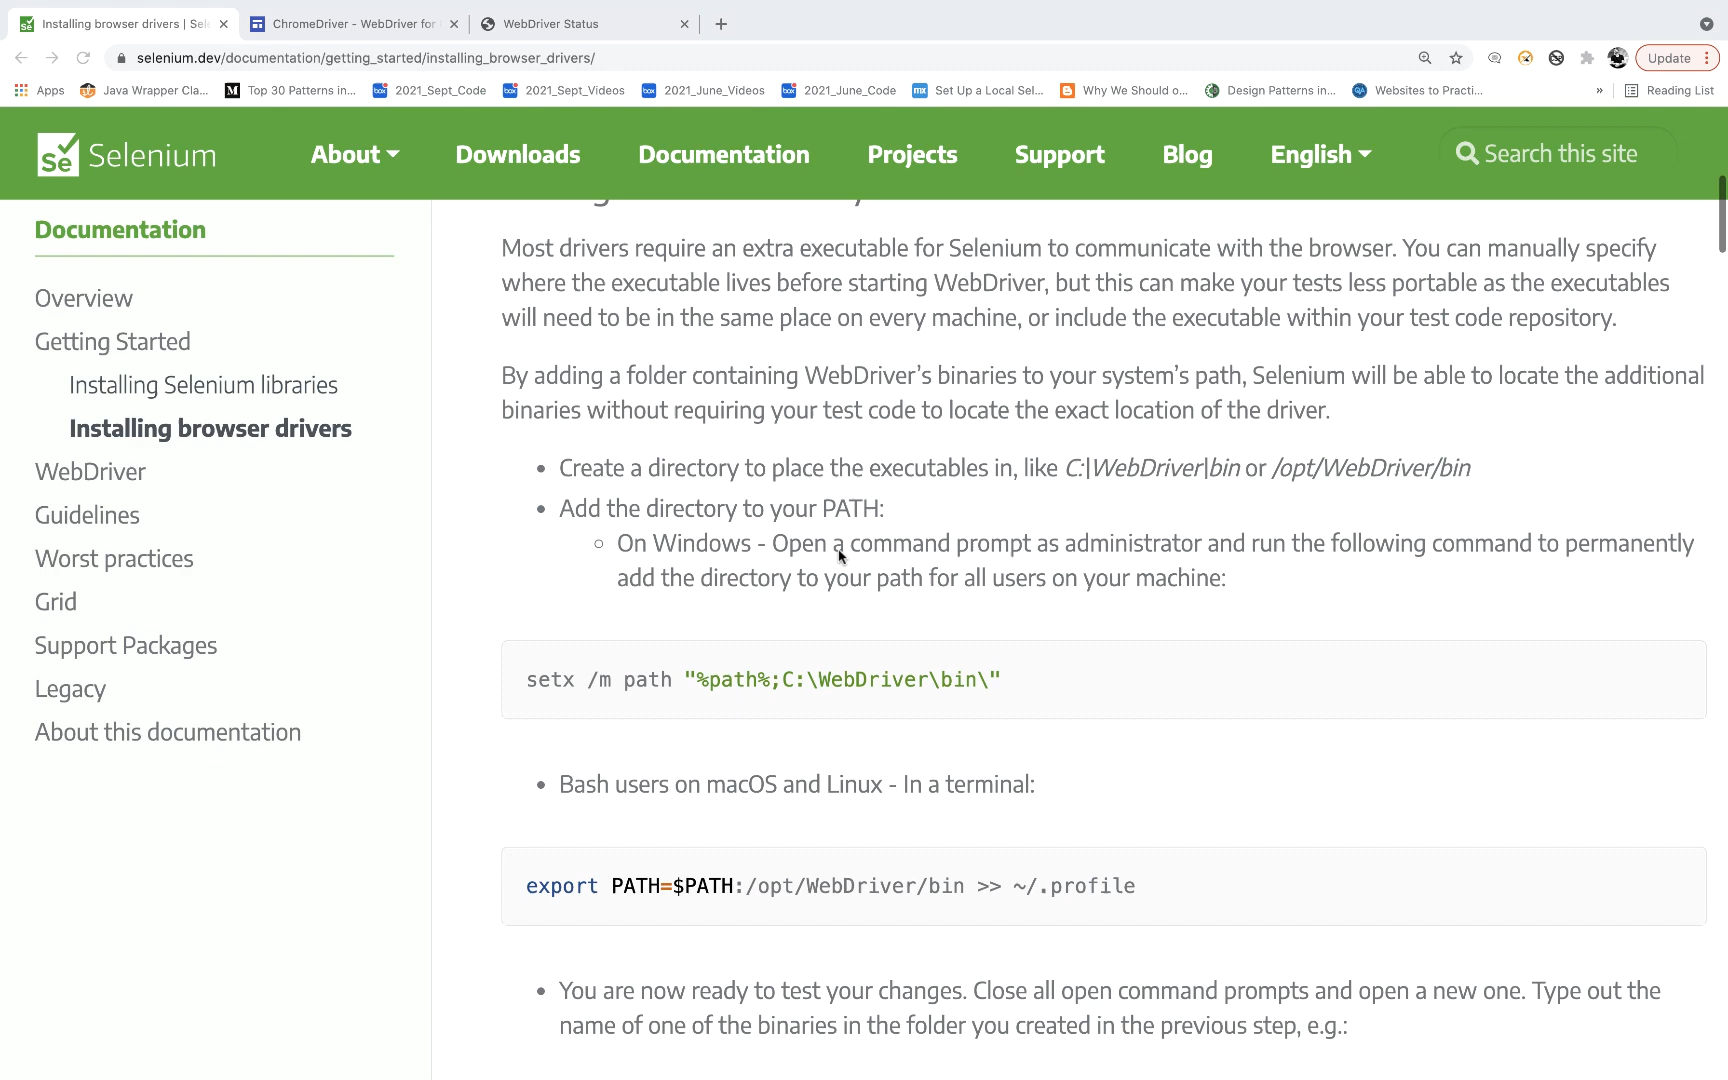 Installing browser drivers | Sele
ChromeDriver - WebDriver for
WebDriver Status
selenium.dev/documentation/getting_started/installing_browser_drivers/
Update
Apps
Java Wrapper Cla...
Top 30 Patterns in...
2021_Sept_Code
2021_Sept_Videos
2021_June_Videos
2021_June_Code
Set Up a Local Sel...
Why We Should o...
Design Patterns in...
Websites to Practi...
»
Reading List
Se Selenium
About
Downloads
Documentation
Projects
Support
Blog
English
Search this site
Documentation
Overview
Getting Started
Installing Selenium libraries
Installing browser drivers
WebDriver
Guidelines
Worst practices
Grid
Support Packages
Legacy
About this documentation
Most drivers require an extra executable for Selenium to communicate with the browser. You can manually specify
where the executable lives before starting WebDriver, but this can make your tests less portable as the executables
will need to be in the same place on every machine, or include the executable within your test code repository.
By adding a folder containing WebDriver's binaries to your system's path, Selenium will be able to locate the additional
binaries without requiring your test code to locate the exact location of the driver.
• Create a directory to place the executables in, like C:|WebDriver|bin or /opt/WebDriver/bin
• Add the directory to your PATH:
○ On Windows - Open a command prompt as administrator and run the following command to permanently
add the directory to your path for all users on your machine:
setx /m path "%path%;C:\WebDriver\bin\"
• Bash users on macOS and Linux - In a terminal:
export PATH=$PATH:/opt/WebDriver/bin >> ~/.profile
• You are now ready to test your changes. Close all open command prompts and open a new one. Type out the
name of one of the binaries in the folder you created in the previous step, e.g.: